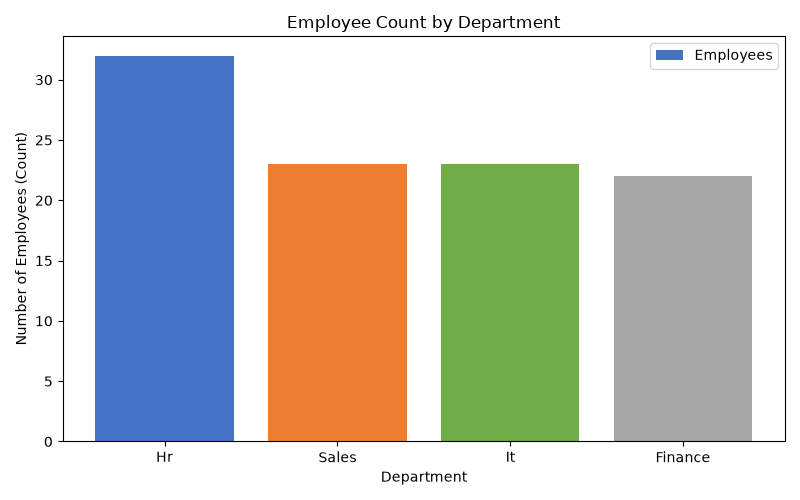 Employee Count by Department
Employees
Number of Employees (Count)
30
25
20
15
10
5
0
Hr
Sales
It
Finance
Department